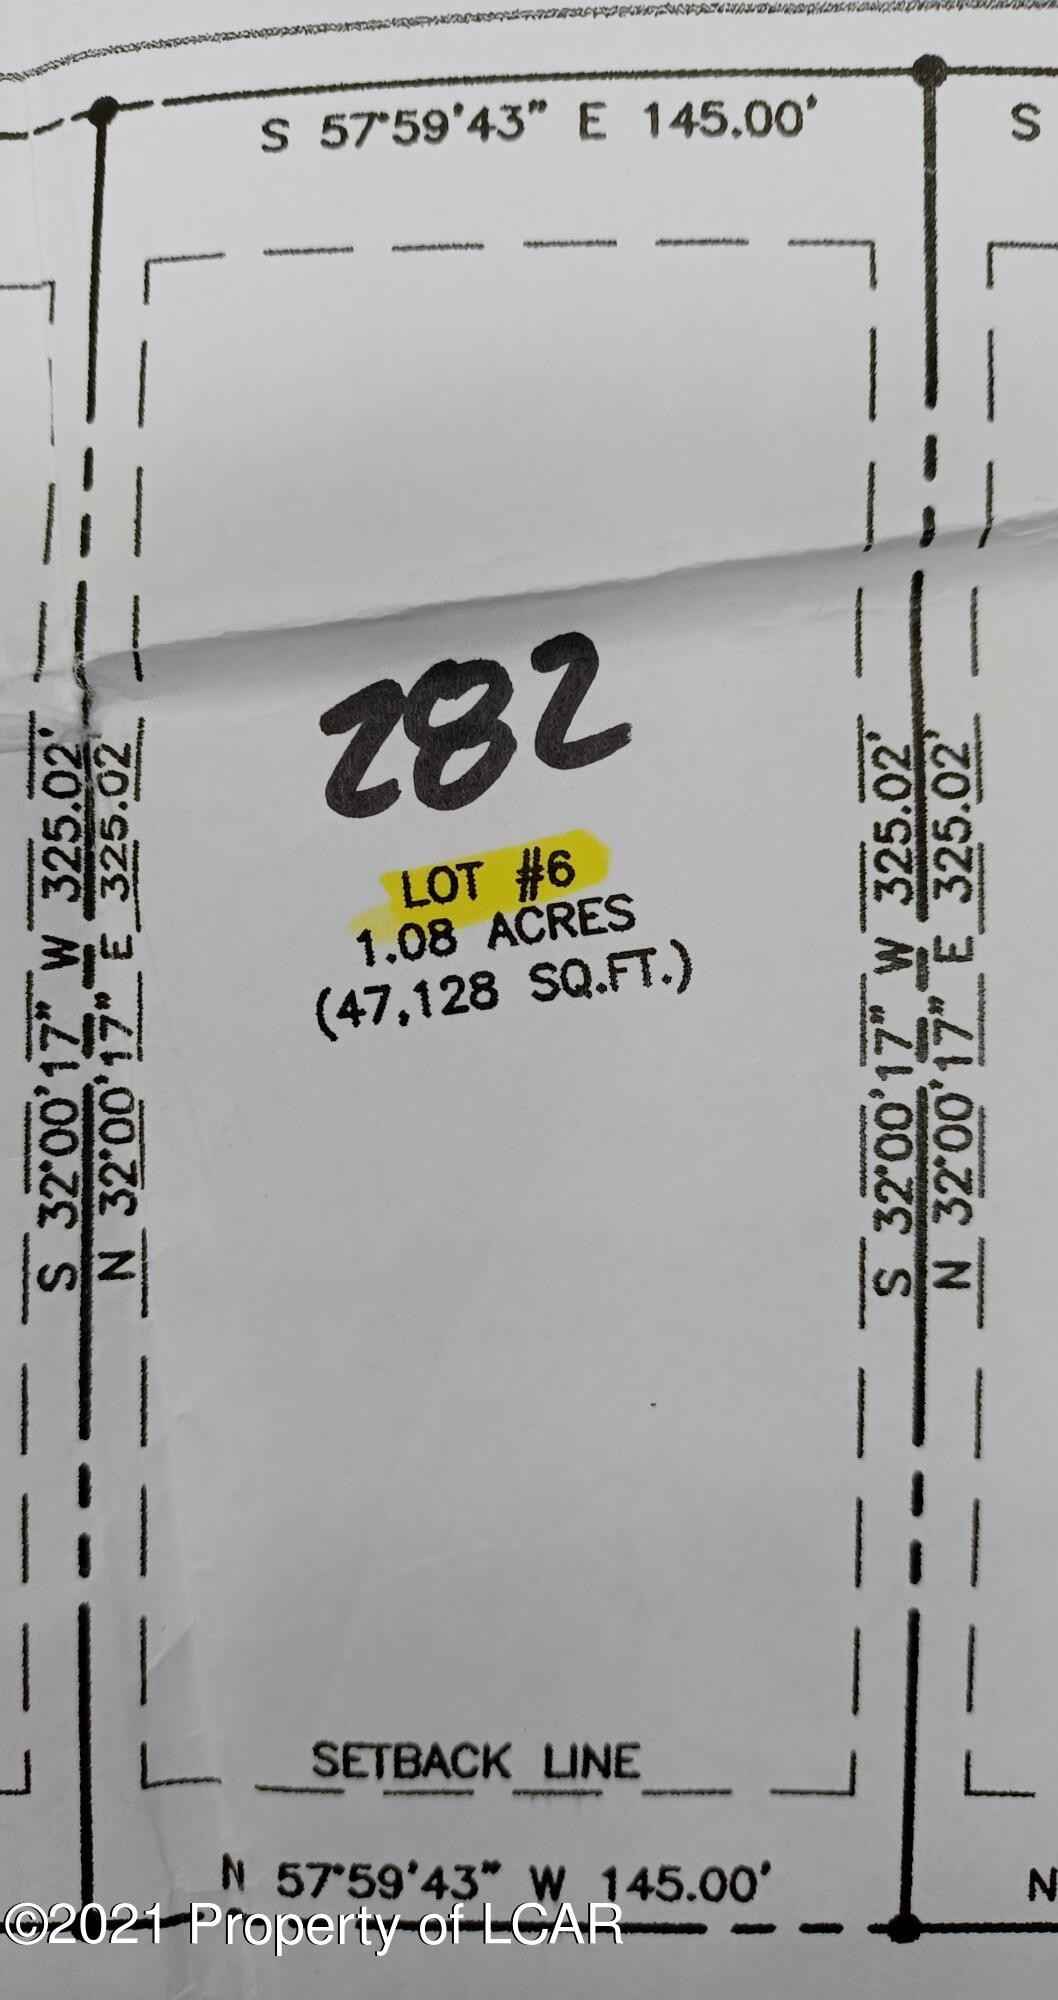 S 57°59'43" E 145.00'
S
282
LOT #6
1.08 ACRES
(47,128 SQ.FT.)
S 32°00'17" W 325.02'
N 32°00'17" E 325.02'
S 32°00'17" W 325.02'
N 32°00'17" E 325.02'
SETBACK LINE
N 57°59'43" W 145.00'
N
©2021 Property of LCAR